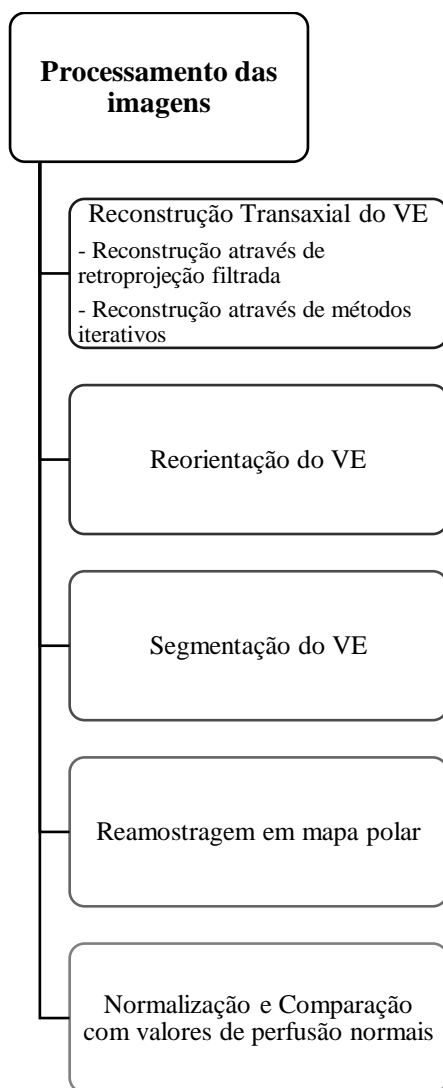 Processamento das
imagens
Reconstrução Transaxial do VE
- Reconstrução através de
retroprojeção filtrada
- Reconstrução através de métodos
iterativos
Reorientação do VE
Segmentação do VE
Reamostragem em mapa polar
Normalização e Comparação
com valores de perfusão normais